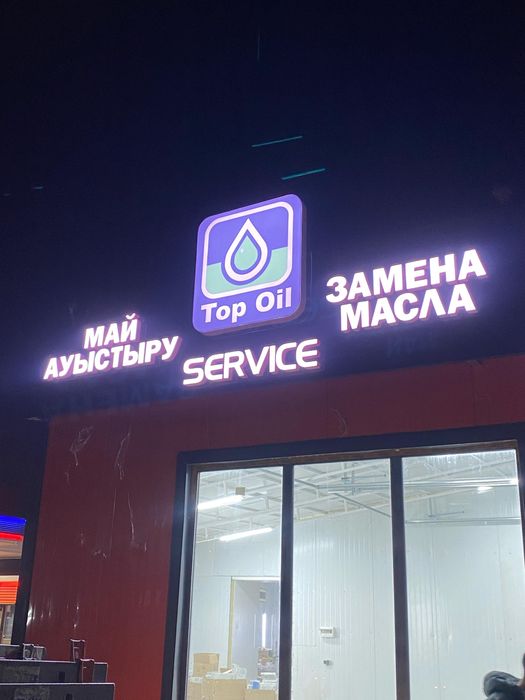 Top Oil
МАЙ
АУЫСТЫРУ
SERVICE
ЗАМЕНА
МАСЛА